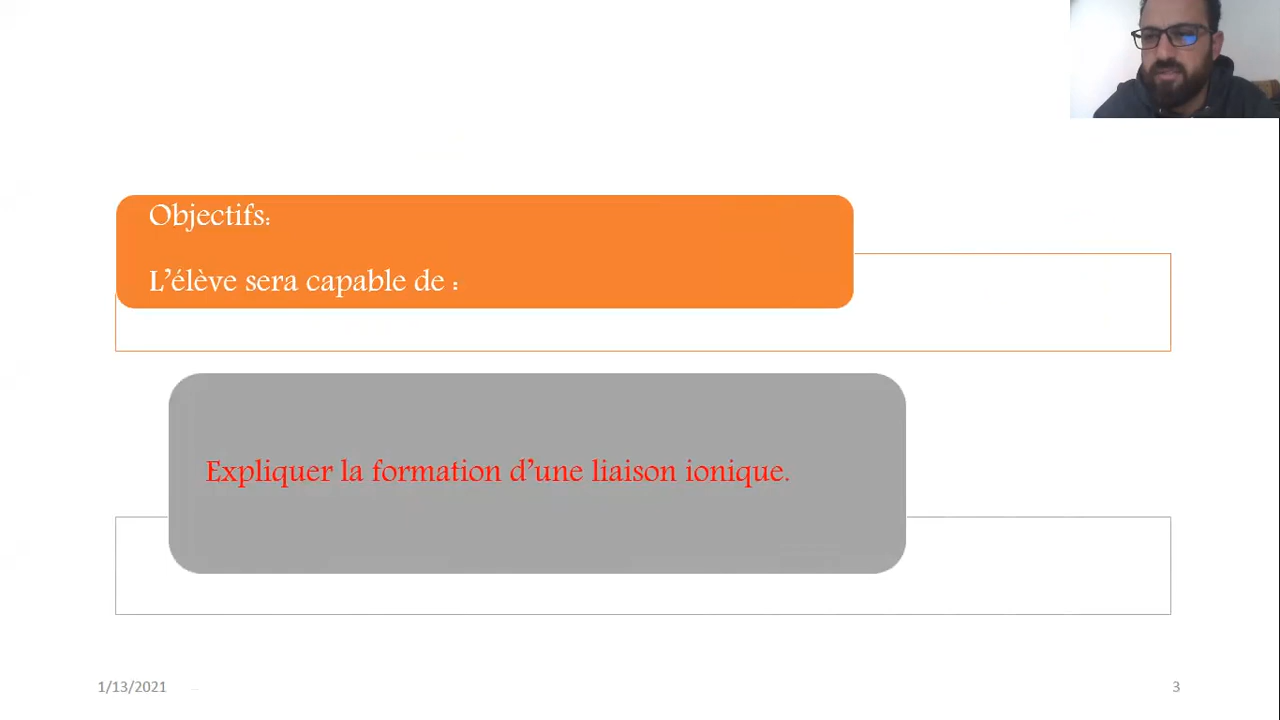 Objectifs:
L'élève sera capable de :
Expliquer la formation d'une liaison ionique.
1/13/2021
3